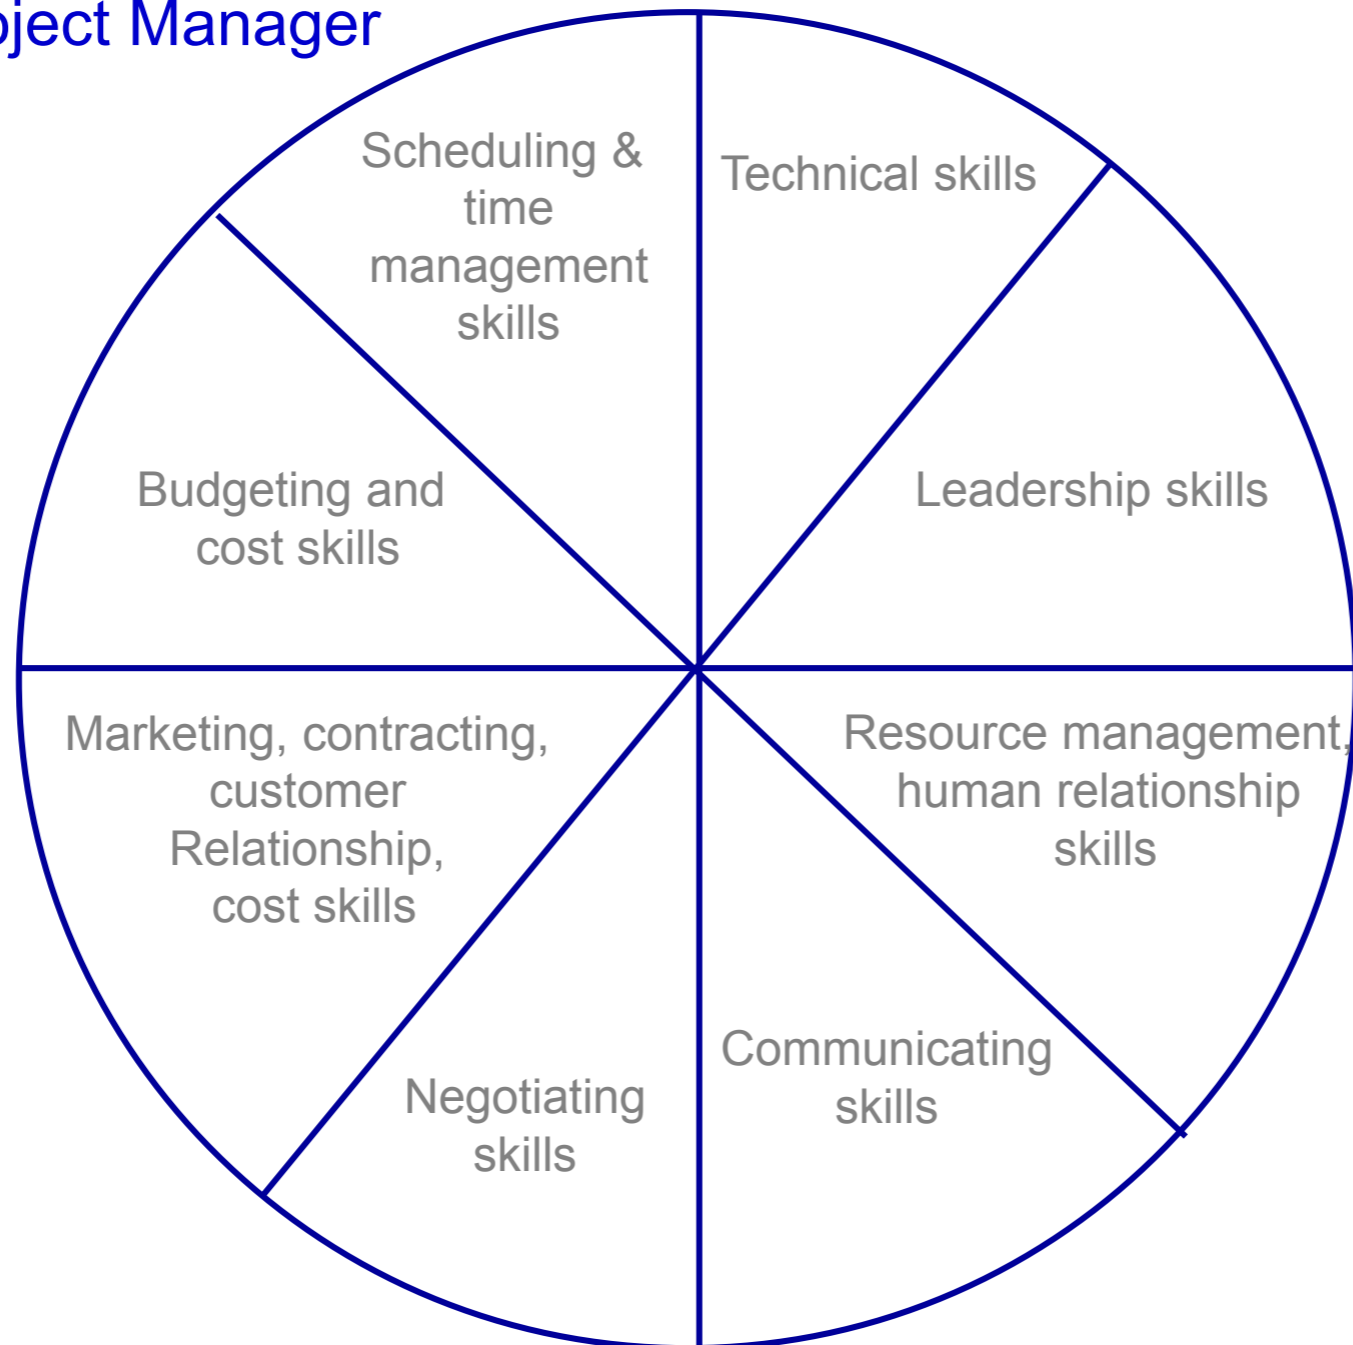 oject Manager
Scheduling &
time
management
skills
Technical skills
Leadership skills
Resource management,
human relationship
skills
Communicating
skills
Negotiating
skills
Marketing, contracting,
customer
Relationship,
cost skills
Budgeting and
cost skills